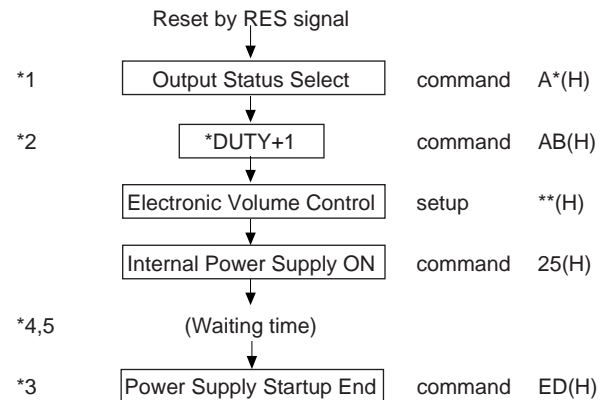 Reset by RES signal
*1 Output Status Select command A*(H)
*2 *DUTY+1 command AB(H)
Electronic Volume Control setup **(H)
Internal Power Supply ON command 25(H)
*4,5 (Waiting time)
*3 Power Supply Startup End command ED(H)